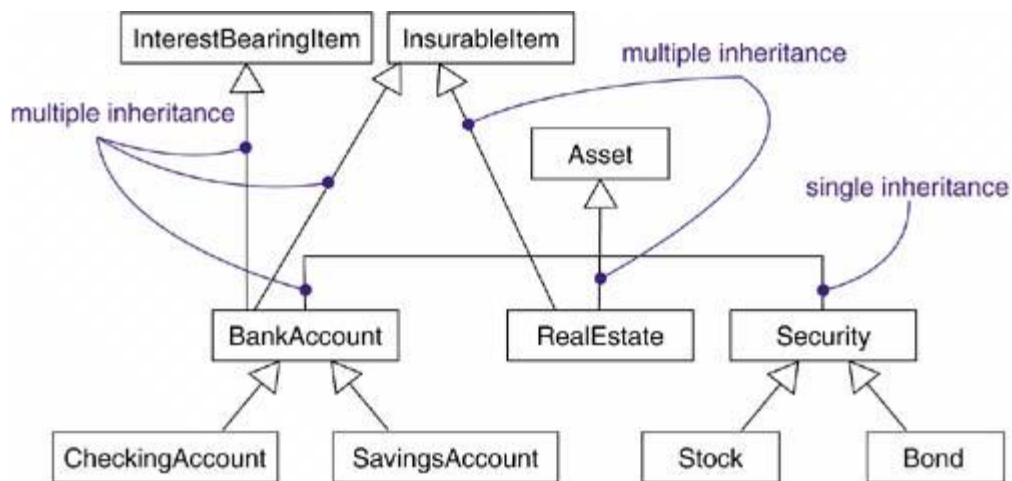 InterestBearingItem
InsurableItem
multiple inheritance
multiple inheritance
Asset
single inheritance
BankAccount
RealEstate
Security
CheckingAccount
SavingsAccount
Stock
Bond